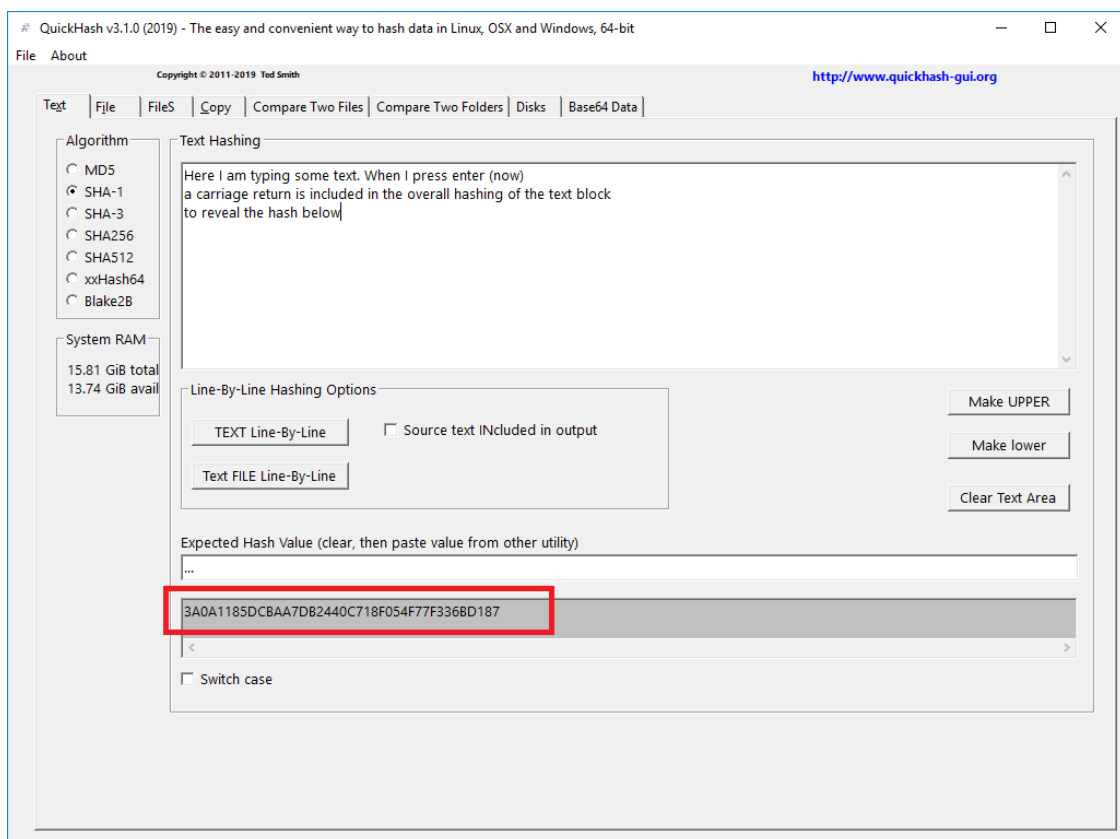 # QuickHash v3.1.0 (2019) - The easy and convenient way to hash data in Linux, OSX and Windows, 64-bit
File About
Copyright © 2011-2019 Ted Smith
http://www.quickhash-gui.org
Text File FileS Copy Compare Two Files Compare Two Folders Disks Base64 Data
Algorithm
MD5
SHA-1
SHA-3
SHA256
SHA512
xxHash64
Blake2B
System RAM
15.81 GiB total
13.74 GiB avail
Text Hashing
Here I am typing some text. When I press enter (now)
a carriage return is included in the overall hashing of the text block
to reveal the hash below
Line-By-Line Hashing Options
TEXT Line-By-Line
Source text INcluded in output
Text FILE Line-By-Line
Make UPPER
Make lower
Clear Text Area
Expected Hash Value (clear, then paste value from other utility)
...
3A0A1185DCBAA7DB2440C718F054F77F336BD187
Switch case